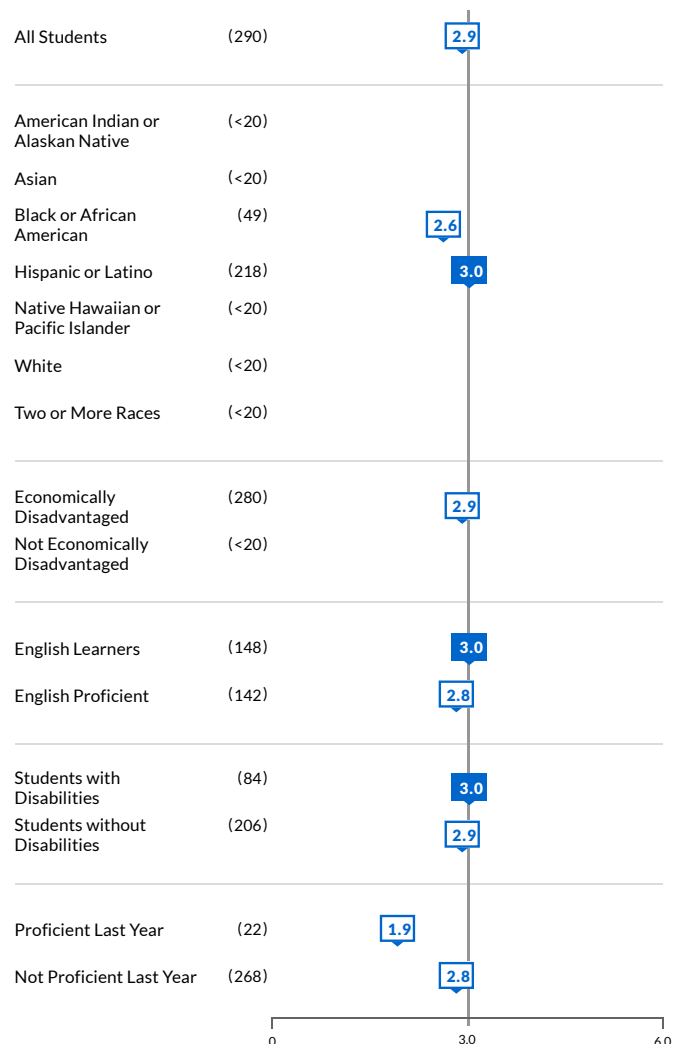 All Students (290) 2.9
American Indian or (<20)
Alaskan Native
Asian (<20)
Black or African (49) 2.6
American
Hispanic or Latino (218) 3.0
Native Hawaiian or (<20)
Pacific Islander
White (<20)
Two or More Races (<20)
Economically (280) 2.9
Disadvantaged
Not Economically (<20)
Disadvantaged
English Learners (148) 3.0
English Proficient (142) 2.8
Students with (84) 3.0
Disabilities
Students without (206) 2.9
Disabilities
Proficient Last Year (22) 1.9
Not Proficient Last Year (268) 2.8
0 3.0 6.0